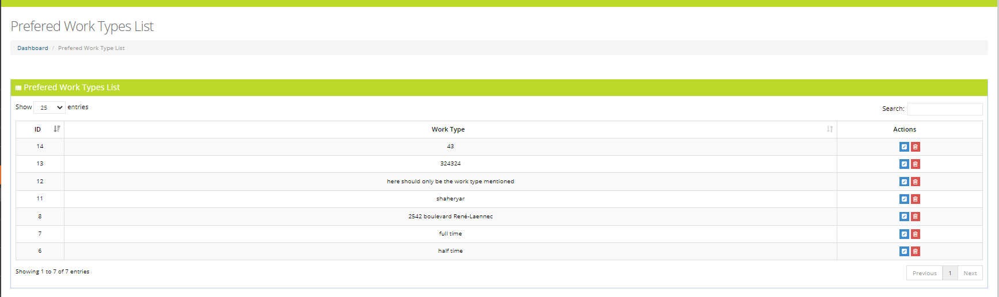 Prefered Work Types List
Dashboard / Prefered Work Type List
Prefered Work Types List
Show 25 entries
Search:
ID Work Type Actions
14 43
13 324324
12 here should only be the work type mentioned
11 shaheryar
8 2542 boulevard René-Laennec
7 full time
6 half time
Showing 1 to 7 of 7 entries
Previous 1 Next